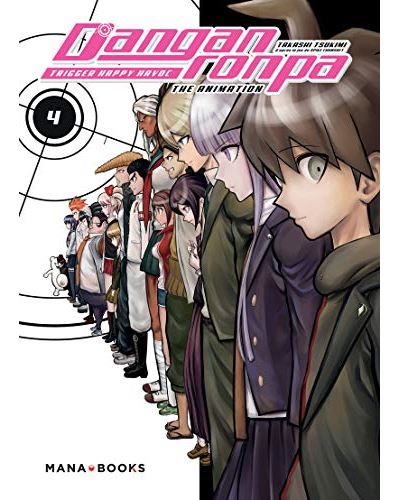 Dangan
ronpa
TRIGGER HAPPY HAVOC
THE ANIMATION
TAKASHI TSUKIMI
4
MANA BOOKS